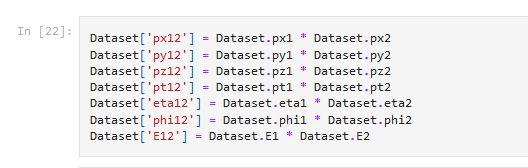 In [22]:
Dataset['px12'] = Dataset.px1 * Dataset.px2
Dataset['py12'] = Dataset.py1 * Dataset.py2
Dataset['pz12'] = Dataset.pz1 * Dataset.pz2
Dataset['pt12'] = Dataset.pt1 * Dataset.pt2
Dataset['eta12'] = Dataset.eta1 * Dataset.eta2
Dataset['phi12'] = Dataset.phi1 * Dataset.phi2
Dataset['E12'] = Dataset.E1 * Dataset.E2